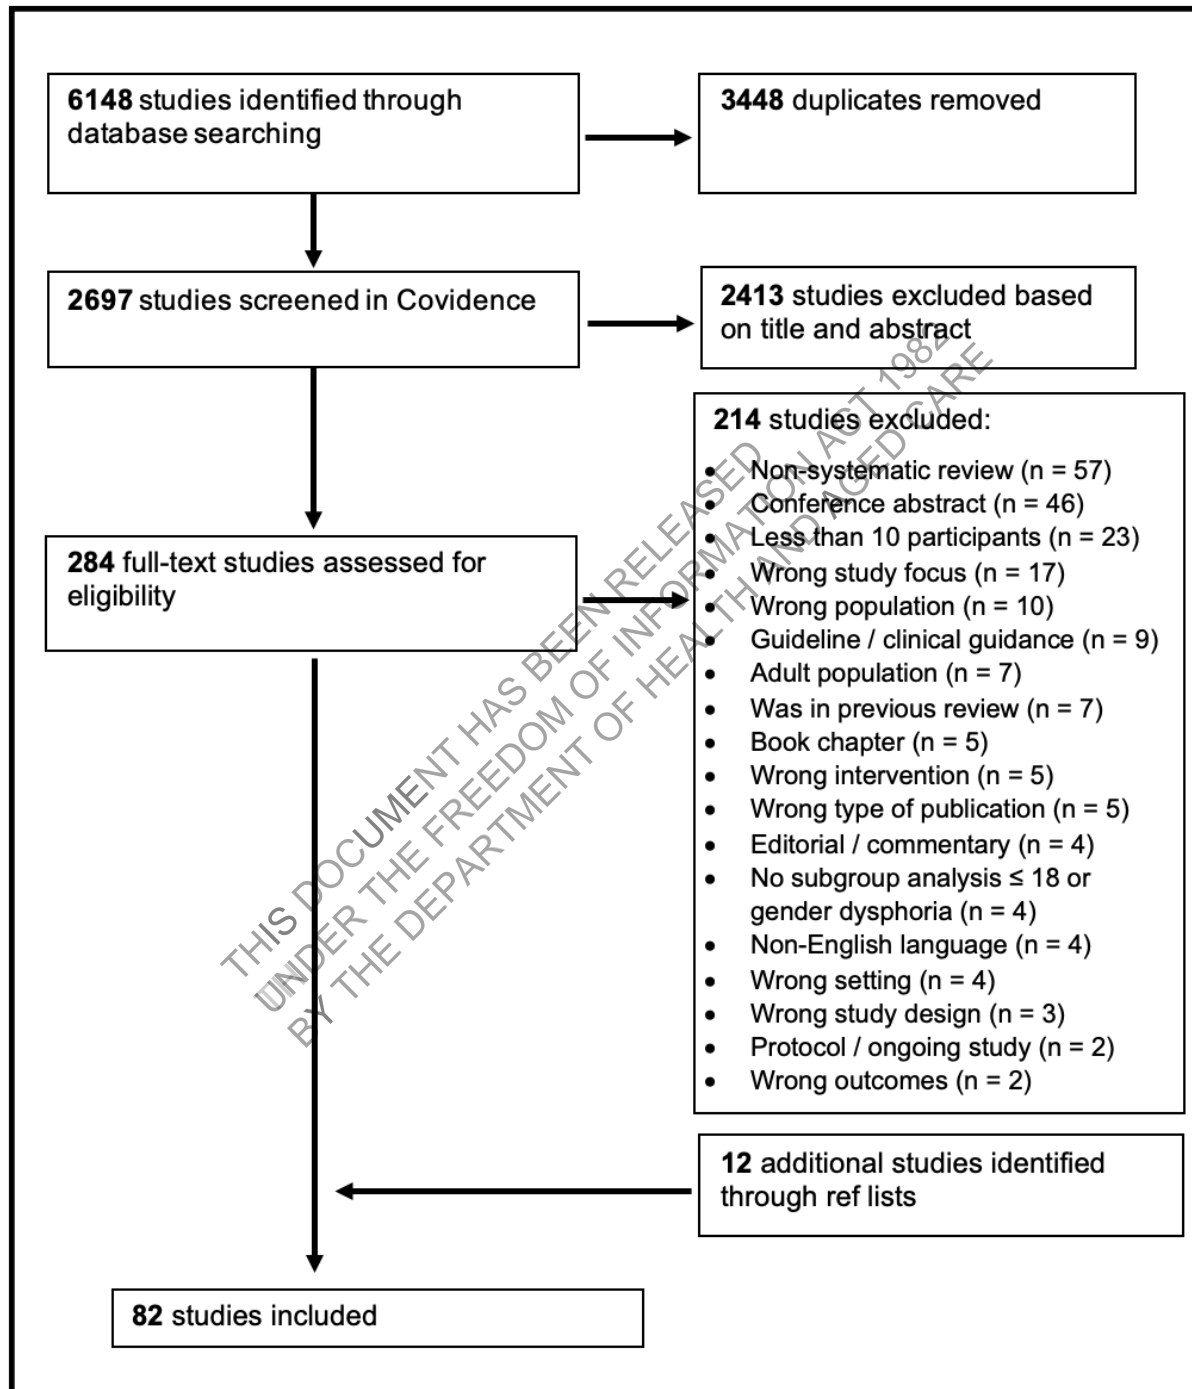 6148 studies identified through
database searching
3448 duplicates removed
2697 studies screened in Covidence
2413 studies excluded based
on title and abstract
284 full-text studies assessed for
eligibility
214 studies excluded:
• Non-systematic review (n = 57)
• Conference abstract (n = 46)
• Less than 10 participants (n = 23)
• Wrong study focus (n = 17)
• Wrong population (n = 10)
• Guideline / clinical guidance (n = 9)
• Adult population (n = 7)
• Was in previous review (n = 7)
• Book chapter (n = 5)
• Wrong intervention (n = 5)
• Wrong type of publication (n = 5)
• Editorial / commentary (n = 4)
• No subgroup analysis ≤ 18 or
gender dysphoria (n = 4)
• Non-English language (n = 4)
• Wrong setting (n = 4)
• Wrong study design (n = 3)
• Protocol / ongoing study (n = 2)
• Wrong outcomes (n = 2)
12 additional studies identified
through ref lists
82 studies included
THIS DOCUMENT HAS BEEN RELEASED
UNDER THE FREEDOM OF INFORMATION ACT 1982
BY THE DEPARTMENT OF HEALTH AND AGED CARE